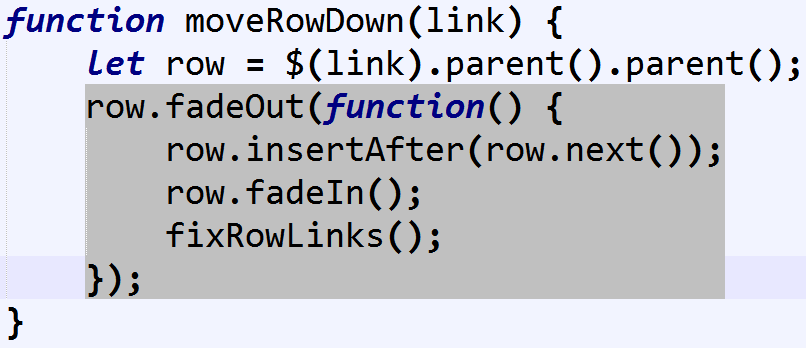 function moveRowDown(link) {
    let row = $(link).parent().parent();
    row.fadeOut(function() {
        row.insertAfter(row.next());
        row.fadeIn();
        fixRowLinks();
    });
}